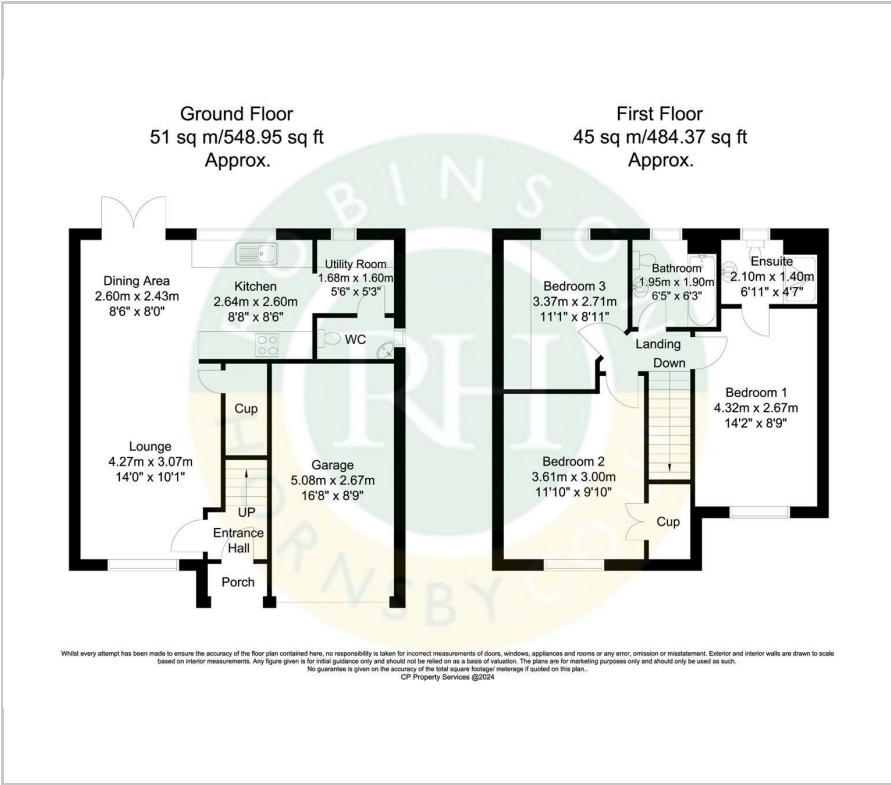 Ground Floor
51 sq m/548.95 sq ft
Approx.
First Floor
45 sq m/484.37 sq ft
Approx.
Dining Area
2.60m x 2.43m
8'6" x 8'0"
Kitchen
2.64m x 2.60m
8'8" x 8'6"
Utility Room
1.68m x 1.60m
5'6" x 5'3"
WC
Cup
Lounge
4.27m x 3.07m
14'0" x 10'1"
Garage
5.08m x 2.67m
16'8" x 8'9"
UP
Entrance
Hall
Porch
Bedroom 3
3.37m x 2.71m
11'1" x 8'11"
Bathroom
1.95m x 1.90m
6'5" x 6'3"
Ensuite
2.10m x 1.40m
6'11" x 4'7"
Landing
Down
Bedroom 1
4.32m x 2.67m
14'2" x 8'9"
Bedroom 2
3.61m x 3.00m
11'10" x 9'10"
Cup
ROBINSON
RH
HORNSBY CO
Whilst every attempt has been made to ensure the accuracy of the floor plan contained here, no responsibility is taken for incorrect measurements of doors, windows, appliances and rooms or any error, omission or misstatement. Exterior and interior walls are drawn to scale
based on interior measurements. Any figure given is for initial guidance only and should not be relied on as a basis of valuation. The plans are for marketing purposes only and should only be used as such.
No guarantee is given on the accuracy of the total square footage/ meterage if quoted on this plan..
CP Property Services @2024